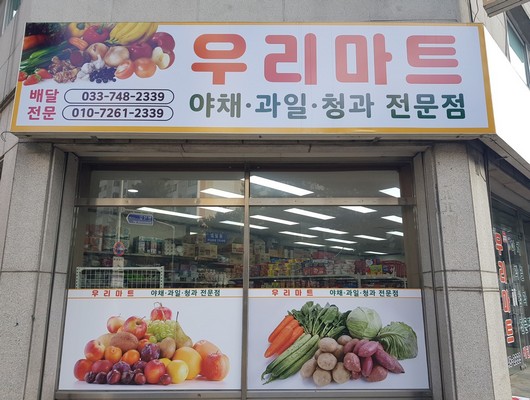 우리마트
배달 033-748-2339
전문 010-7261-2339
야채·과일·청과 전문점
우리마트 야채·과일·청과 전문점
우리마트 야채·과일·청과 전문점